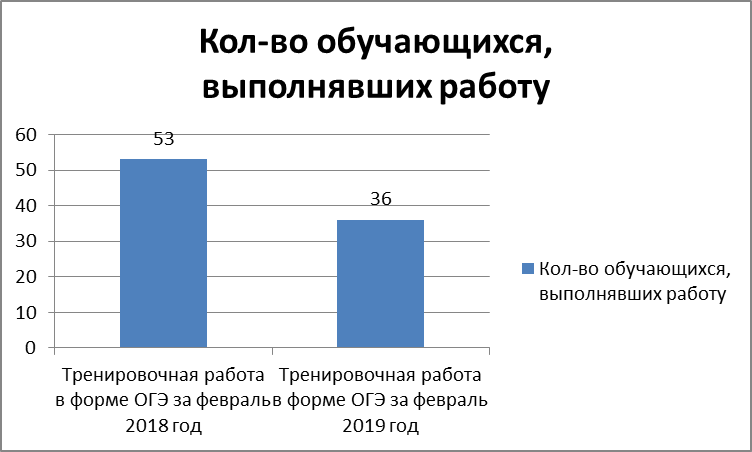 Кол-во обучающихся,
выполнявших работу
60
50
40
30
20
10
0
53
36
Тренировочная работа
в форме ОГЭ за февраль
2018 год
Тренировочная работа
в форме ОГЭ за февраль
2019 год
Кол-во обучающихся,
выполнявших работу